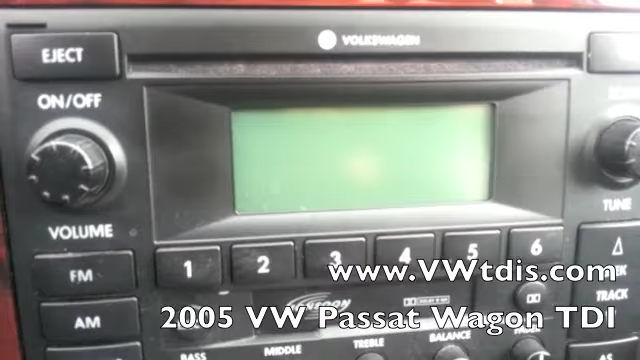 VOLKSWAGEN
EJECT
ON/OFF
VOLUME
TUNE
1 2 3 4 5 6
FM
AM
www.VWtdis.com
TRACK
2005 VW Passat Wagon TDI
BASS MIDDLE TREBLE BALANCE